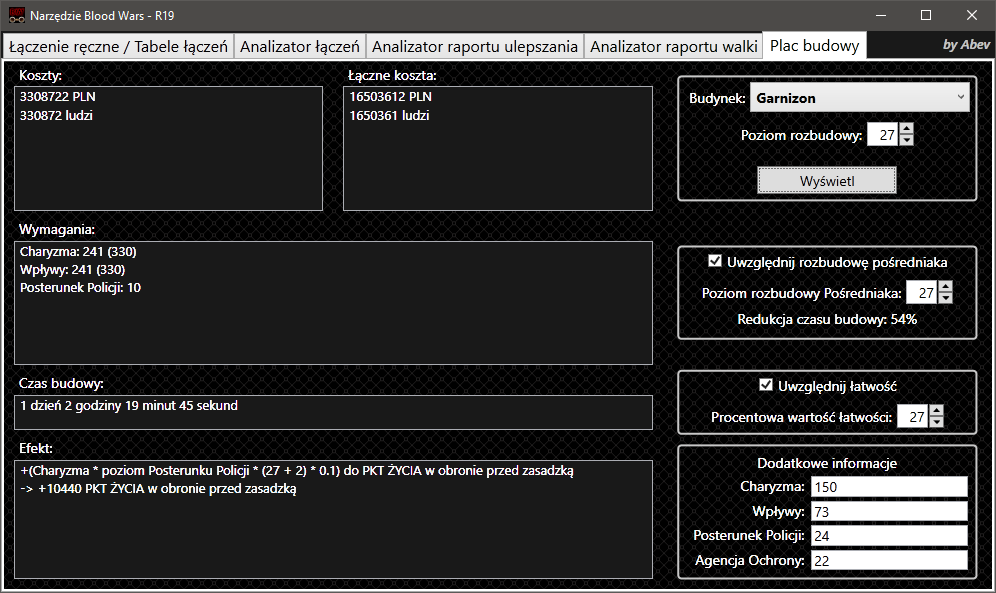 Narzędzie Blood Wars - R19
Łączenie ręczne / Tabele łączeń
Analizator łączeń
Analizator raportu ulepszania
Analizator raportu walki
Plac budowy
by Abev
Koszty:
3308722 PLN
330872 ludzi
Łączne koszta:
16503612 PLN
1650361 ludzi
Budynek: Garnizon
Poziom rozbudowy: 27
Wyświetl
Wymagania:
Charyzma: 241 (330)
Wpływy: 241 (330)
Posterunek Policji: 10
Uwzględnij rozbudowę pośredniaka
Poziom rozbudowy Pośredniaka: 27
Redukcja czasu budowy: 54%
Czas budowy:
1 dzień 2 godziny 19 minut 45 sekund
Uwzględnij łatwość
Procentowa wartość łatwości: 27
Efekt:
+(Charyzma * poziom Posterunku Policji * (27 + 2) * 0.1) do PKT ŻYCIA w obronie przed zasadzką
-> +10440 PKT ŻYCIA w obronie przed zasadzką
Dodatkowe informacje
Charyzma: 150
Wpływy: 73
Posterunek Policji: 24
Agencja Ochrony: 22